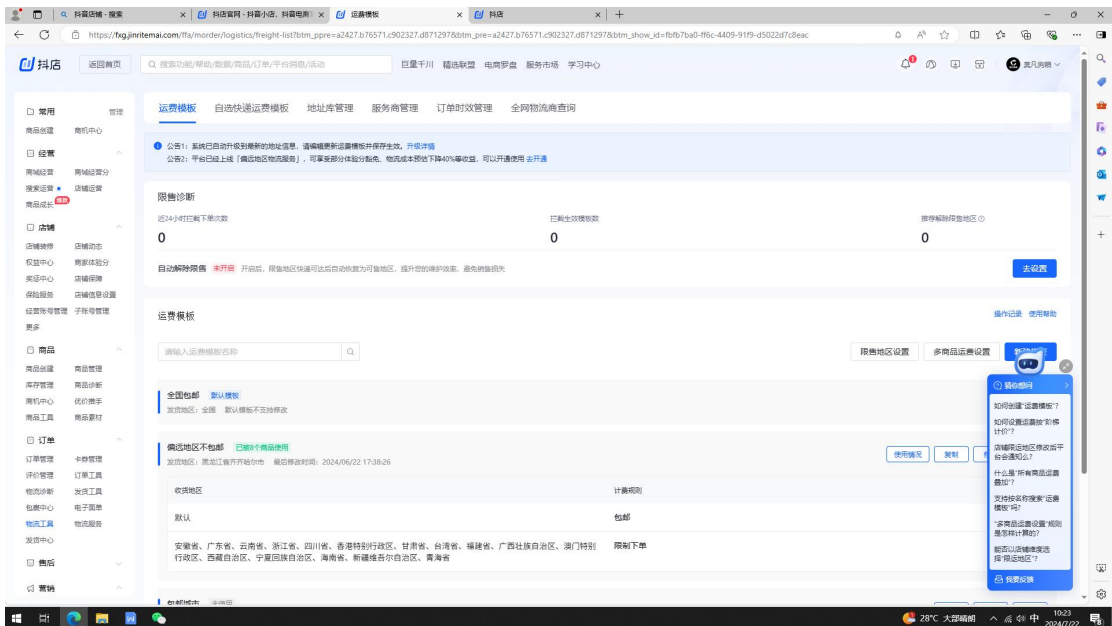 抖音店铺 - 搜索
抖店官网 - 抖音小店，抖音电商
运费模板
抖店
https://fxg.jinritemai.com/ffa/morder/logistics/freight-list?btm_ppre=a2427.b76571.c902327.d871297&btm_pre=a2427.b76571.c902327.d871297&btm_show_id=fbfb7ba0-ff6c-4409-91f9-d5022d7c8eac
抖店
返回首页
搜索功能/帮助/数据/商品/订单/平台消息/活动
巨量千川 精选联盟 电商罗盘 服务市场 学习中心
常用 管理
商品创建 商机中心
经营
商城经营 商城经营分
搜索运营 店铺运营
商品成长
店铺
店铺装修 店铺动态
权益中心 商家体验分
奖惩中心 店铺保障
保险服务 店铺信息设置
经营账号管理 子账号管理
更多
商品
商品创建 商品管理
库存管理 商品诊断
商机中心 优价推手
商品工具 商品素材
订单
订单管理 卡券管理
评价管理 订单工具
物流诊断 发货工具
包裹中心 电子面单
物流工具 物流服务
发货中心
售后
营销
运费模板 自选快递运费模板 地址库管理 服务商管理 订单时效管理 全网物流商查询
公告1：系统已自动升级到最新的地址信息，请编辑更新运费模板并保存生效。升级详情
公告2：平台已经上线「偏远地区物流服务」，可享受部分体验分豁免，物流成本预估下降40%等收益，可以开通使用 去开通
限售诊断
近24小时拦截下单次数 拦截生效模板数 推荐解除限售地区
0 0 0
自动解除限售 未开启 开启后，限售地区快递可达后自动恢复为可售地区，提升您的维护效率，避免销售损失
去设置
运费模板 操作记录 使用帮助
请输入运费模板名称
限售地区设置 多商品运费设置
全国包邮 默认模板
发货地区：全国 默认模板不支持修改
偏远地区不包邮 已被8个商品使用
发货地区：黑龙江省齐齐哈尔市 最后修改时间：2024/06/22 17:38:26
使用情况 复制
收货地区 计费规则
默认 包邮
安徽省、广东省、云南省、浙江省、四川省、香港特别行政区、甘肃省、台湾省、福建省、广西壮族自治区、澳门特别 限制下单
行政区、西藏自治区、宁夏回族自治区、海南省、新疆维吾尔自治区、青海省
包邮城市 未使用
猜你想问
如何创建“运费模板”？
如何设置运费按“阶梯
计价”？
店铺限运地区修改后平
台会通知么？
什么是“所有商品运费
叠加”？
支持按名称搜索“运费
模板”吗？
“多商品运费设置”规则
是怎样计算的？
能否以店铺维度选
择“限运地区”？
我要反馈
28°C 大部晴朗
中
10:23
2024/7/22